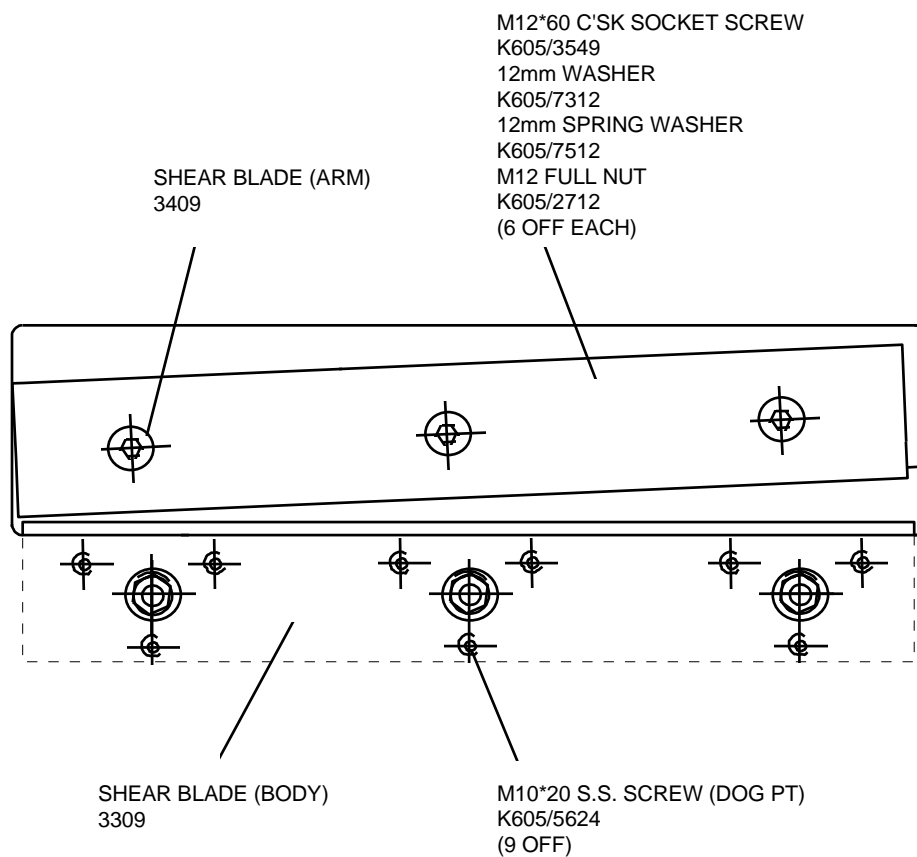 M12*60 C'SK SOCKET SCREW
K605/3549
12mm WASHER
K605/7312
12mm SPRING WASHER
K605/7512
M12 FULL NUT
K605/2712
(6 OFF EACH)
SHEAR BLADE (ARM)
3409
SHEAR BLADE (BODY)
3309
M10*20 S.S. SCREW (DOG PT)
K605/5624
(9 OFF)